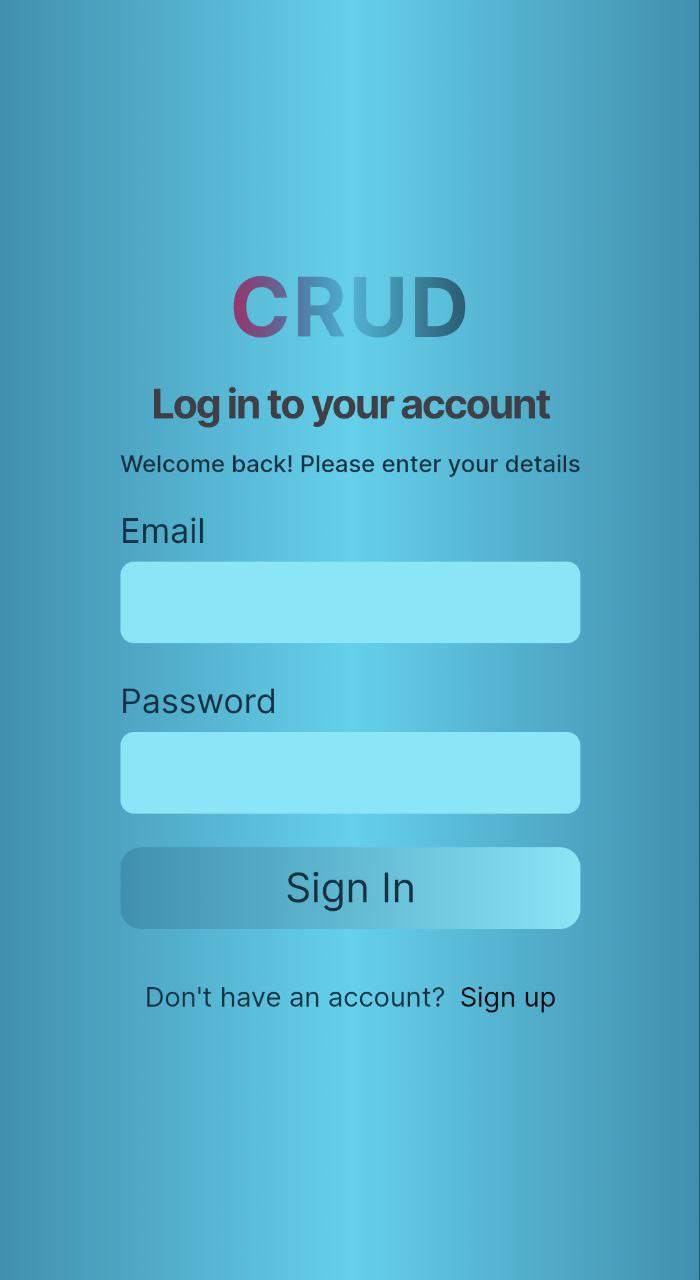 CRUD
Log in to your account
Welcome back! Please enter your details
Email
Password
Sign In
Don't have an account? Sign up